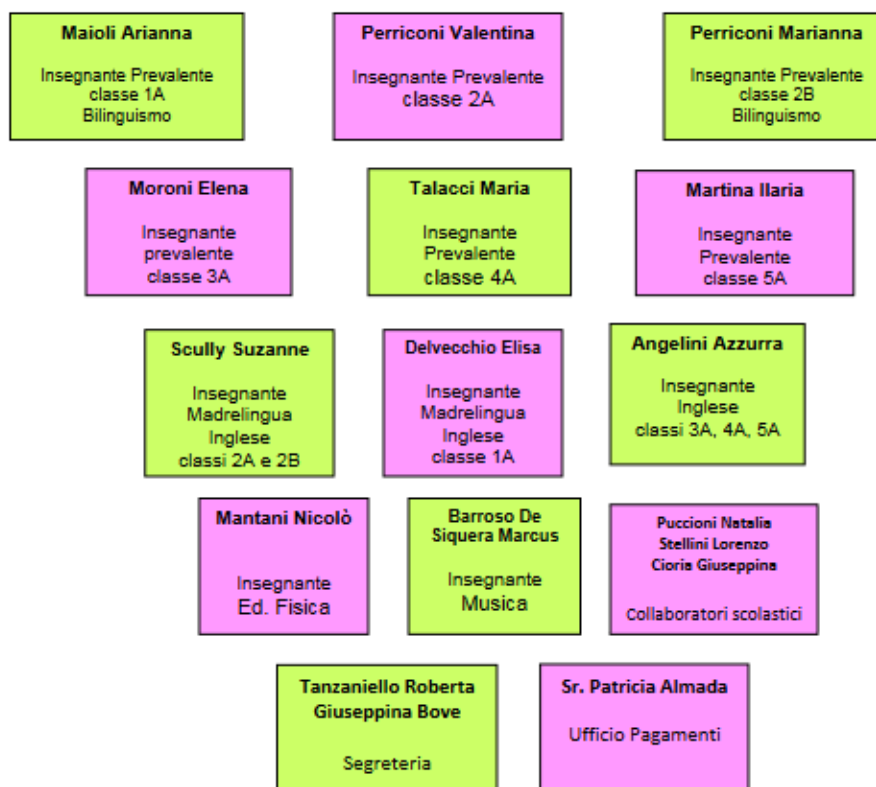 Maioli Arianna
Insegnante Prevalente
classe 1A
Bilinguismo
Perriconi Valentina
Insegnante Prevalente
classe 2A
Perriconi Marianna
Insegnante Prevalente
classe 2B
Bilinguismo
Moroni Elena
Insegnante
prevalente
classe 3A
Talacci Maria
Insegnante
Prevalente
classe 4A
Martina Ilaria
Insegnante
Prevalente
classe 5A
Scully Suzanne
Insegnante
Madrelingua
Inglese
classi 2A e 2B
Delvecchio Elisa
Insegnante
Madrelingua
Inglese
classe 1A
Angelini Azzurra
Insegnante
Inglese
classi 3A, 4A, 5A
Mantani Nicolò
Insegnante
Ed. Fisica
Barroso De
Siquera Marcus
Insegnante
Musica
Puccioni Natalia
Stellini Lorenzo
Cioria Giuseppina
Collaboratori scolastici
Tanzaniello Roberta
Giuseppina Bove
Segreteria
Sr. Patricia Almada
Ufficio Pagamenti